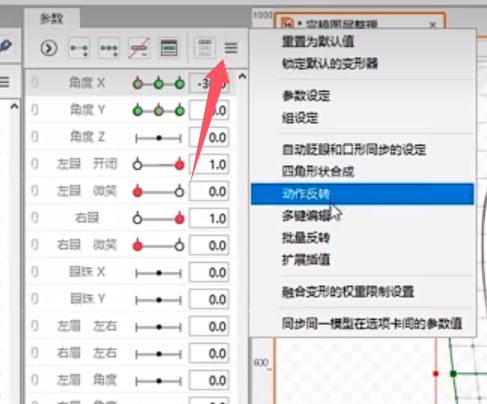 参数
1000
*完稿图层整理
×
重置为默认值
锁定默认的变形器
参数设定
组设定
自动眨眼和口形同步的设定
四角形状合成
动作反转
多键编辑
批量反转
扩展插值
融合变形的权重限制设置
同步同一模型在选项卡间的参数值
600
角度 X
角度 Y
角度 Z 0.0
左眼 开闭 1.0
左眼 微笑 0.0
右眼 1.0
右眼 微笑 0.0
眼珠 X 0.0
眼珠 Y 0.0
左眉 左右 0.0
右眉 左右 0.0
左眉 角度 0.0